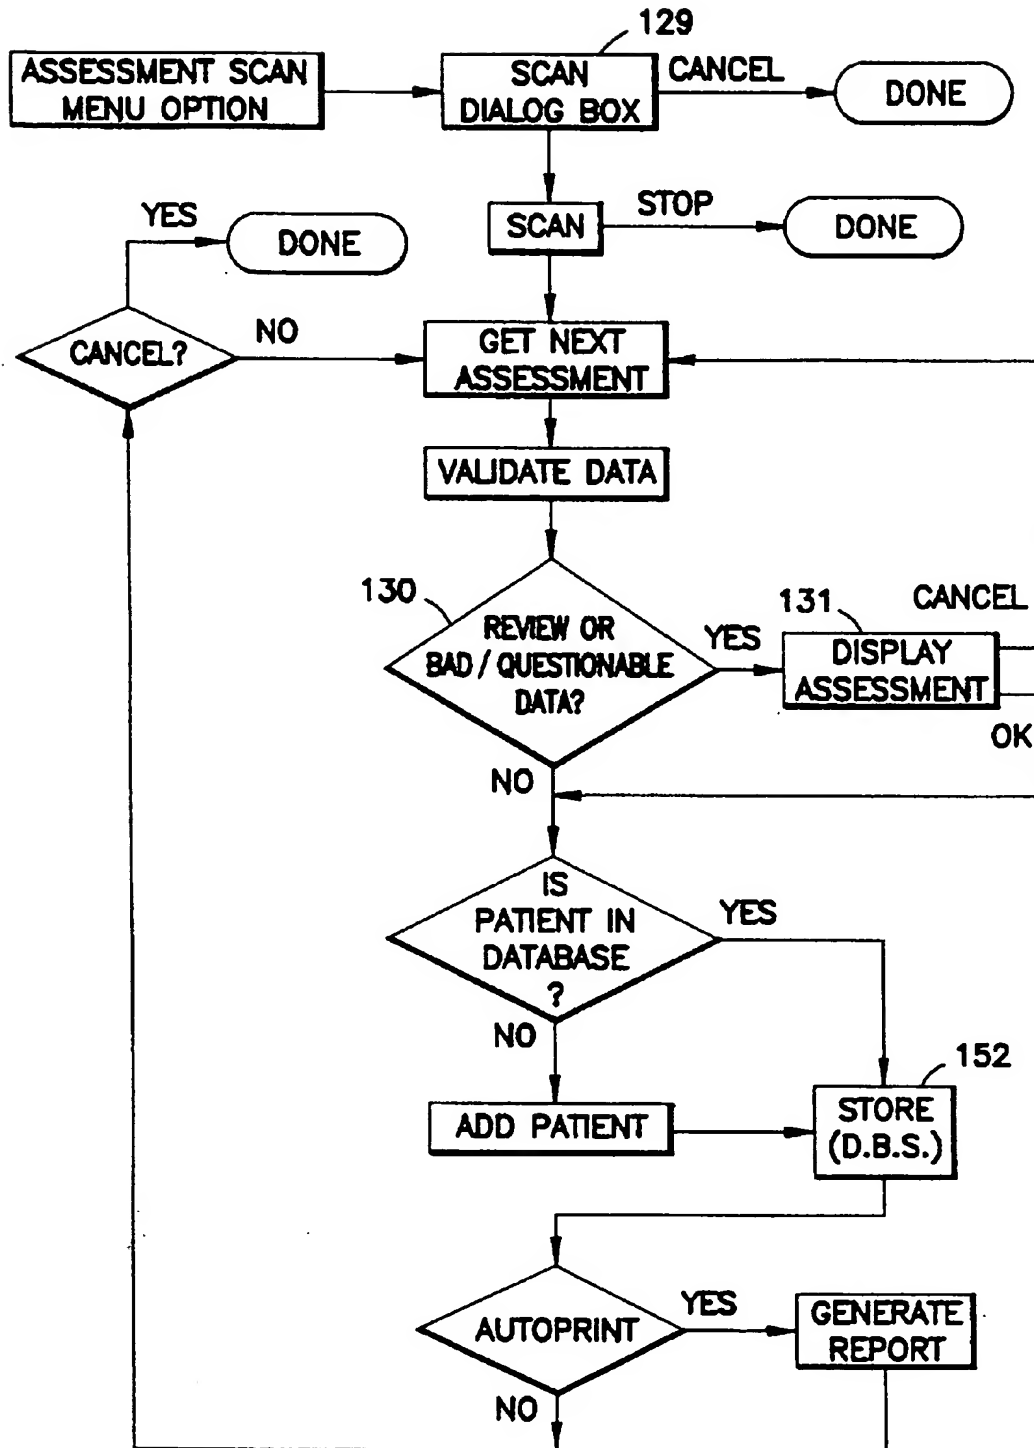 129
ASSESSMENT SCAN
MENU OPTION
SCAN
DIALOG BOX
CANCEL
DONE
YES
DONE
SCAN
STOP
DONE
CANCEL?
NO
GET NEXT
ASSESSMENT
VALIDATE DATA
130
REVIEW OR
BAD / QUESTIONABLE
DATA?
YES
131
DISPLAY
ASSESSMENT
CANCEL
OK
NO
IS
PATIENT IN
DATABASE
?
YES
NO
ADD PATIENT
152
STORE
(D.B.S.)
AUTOPRINT
YES
GENERATE
REPORT
NO